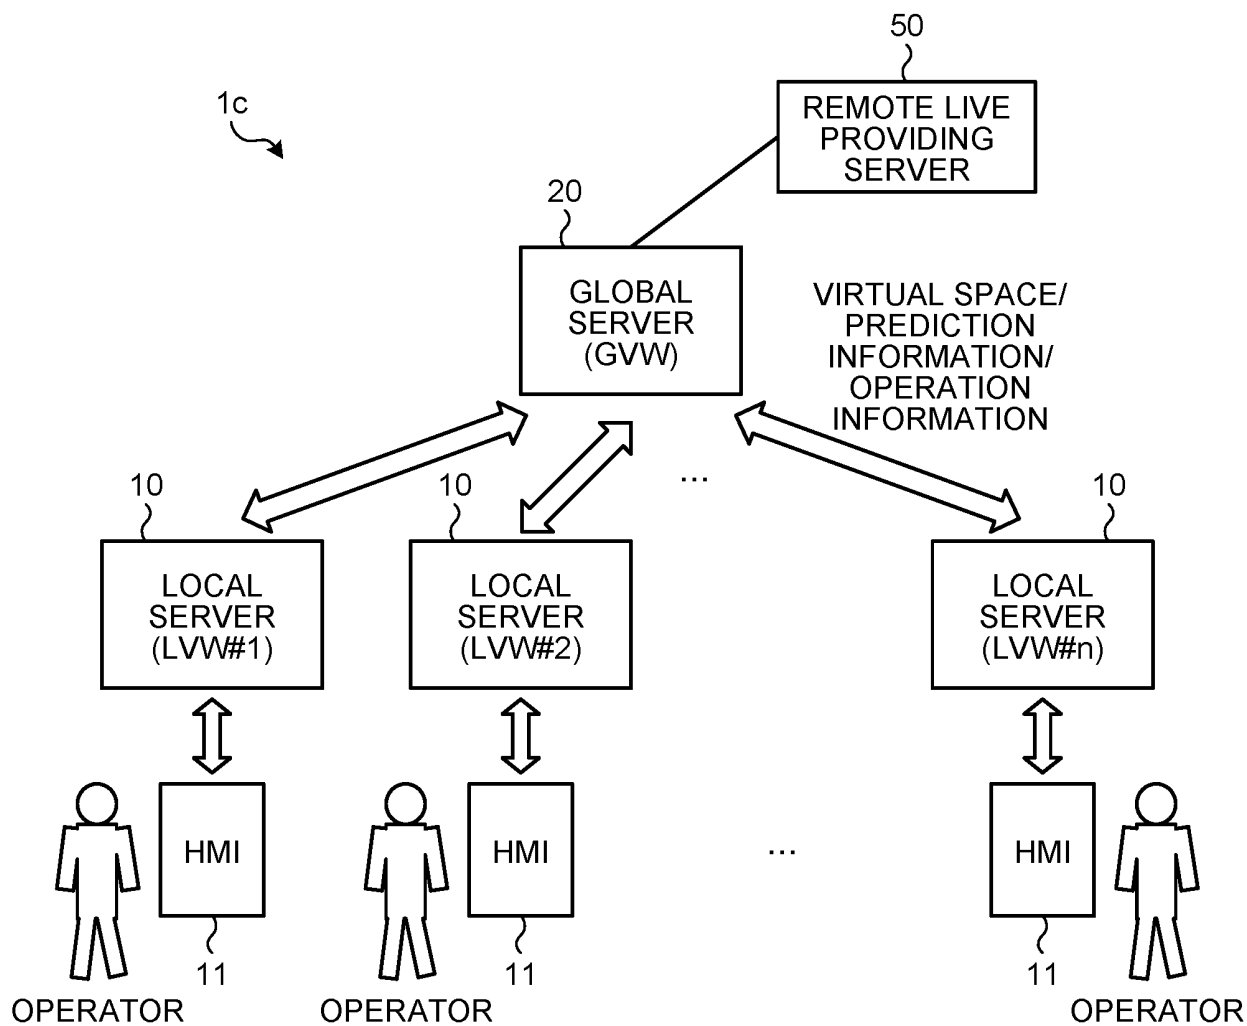 50
1c
REMOTE LIVE
PROVIDING
SERVER
20
GLOBAL
SERVER
(GVW)
VIRTUAL SPACE/
PREDICTION
INFORMATION/
OPERATION
INFORMATION
...
10
10
10
LOCAL
SERVER
(LVW#1)
LOCAL
SERVER
(LVW#2)
LOCAL
SERVER
(LVW#n)
HMI
HMI
...
HMI
11
11
11
OPERATOR
OPERATOR
OPERATOR